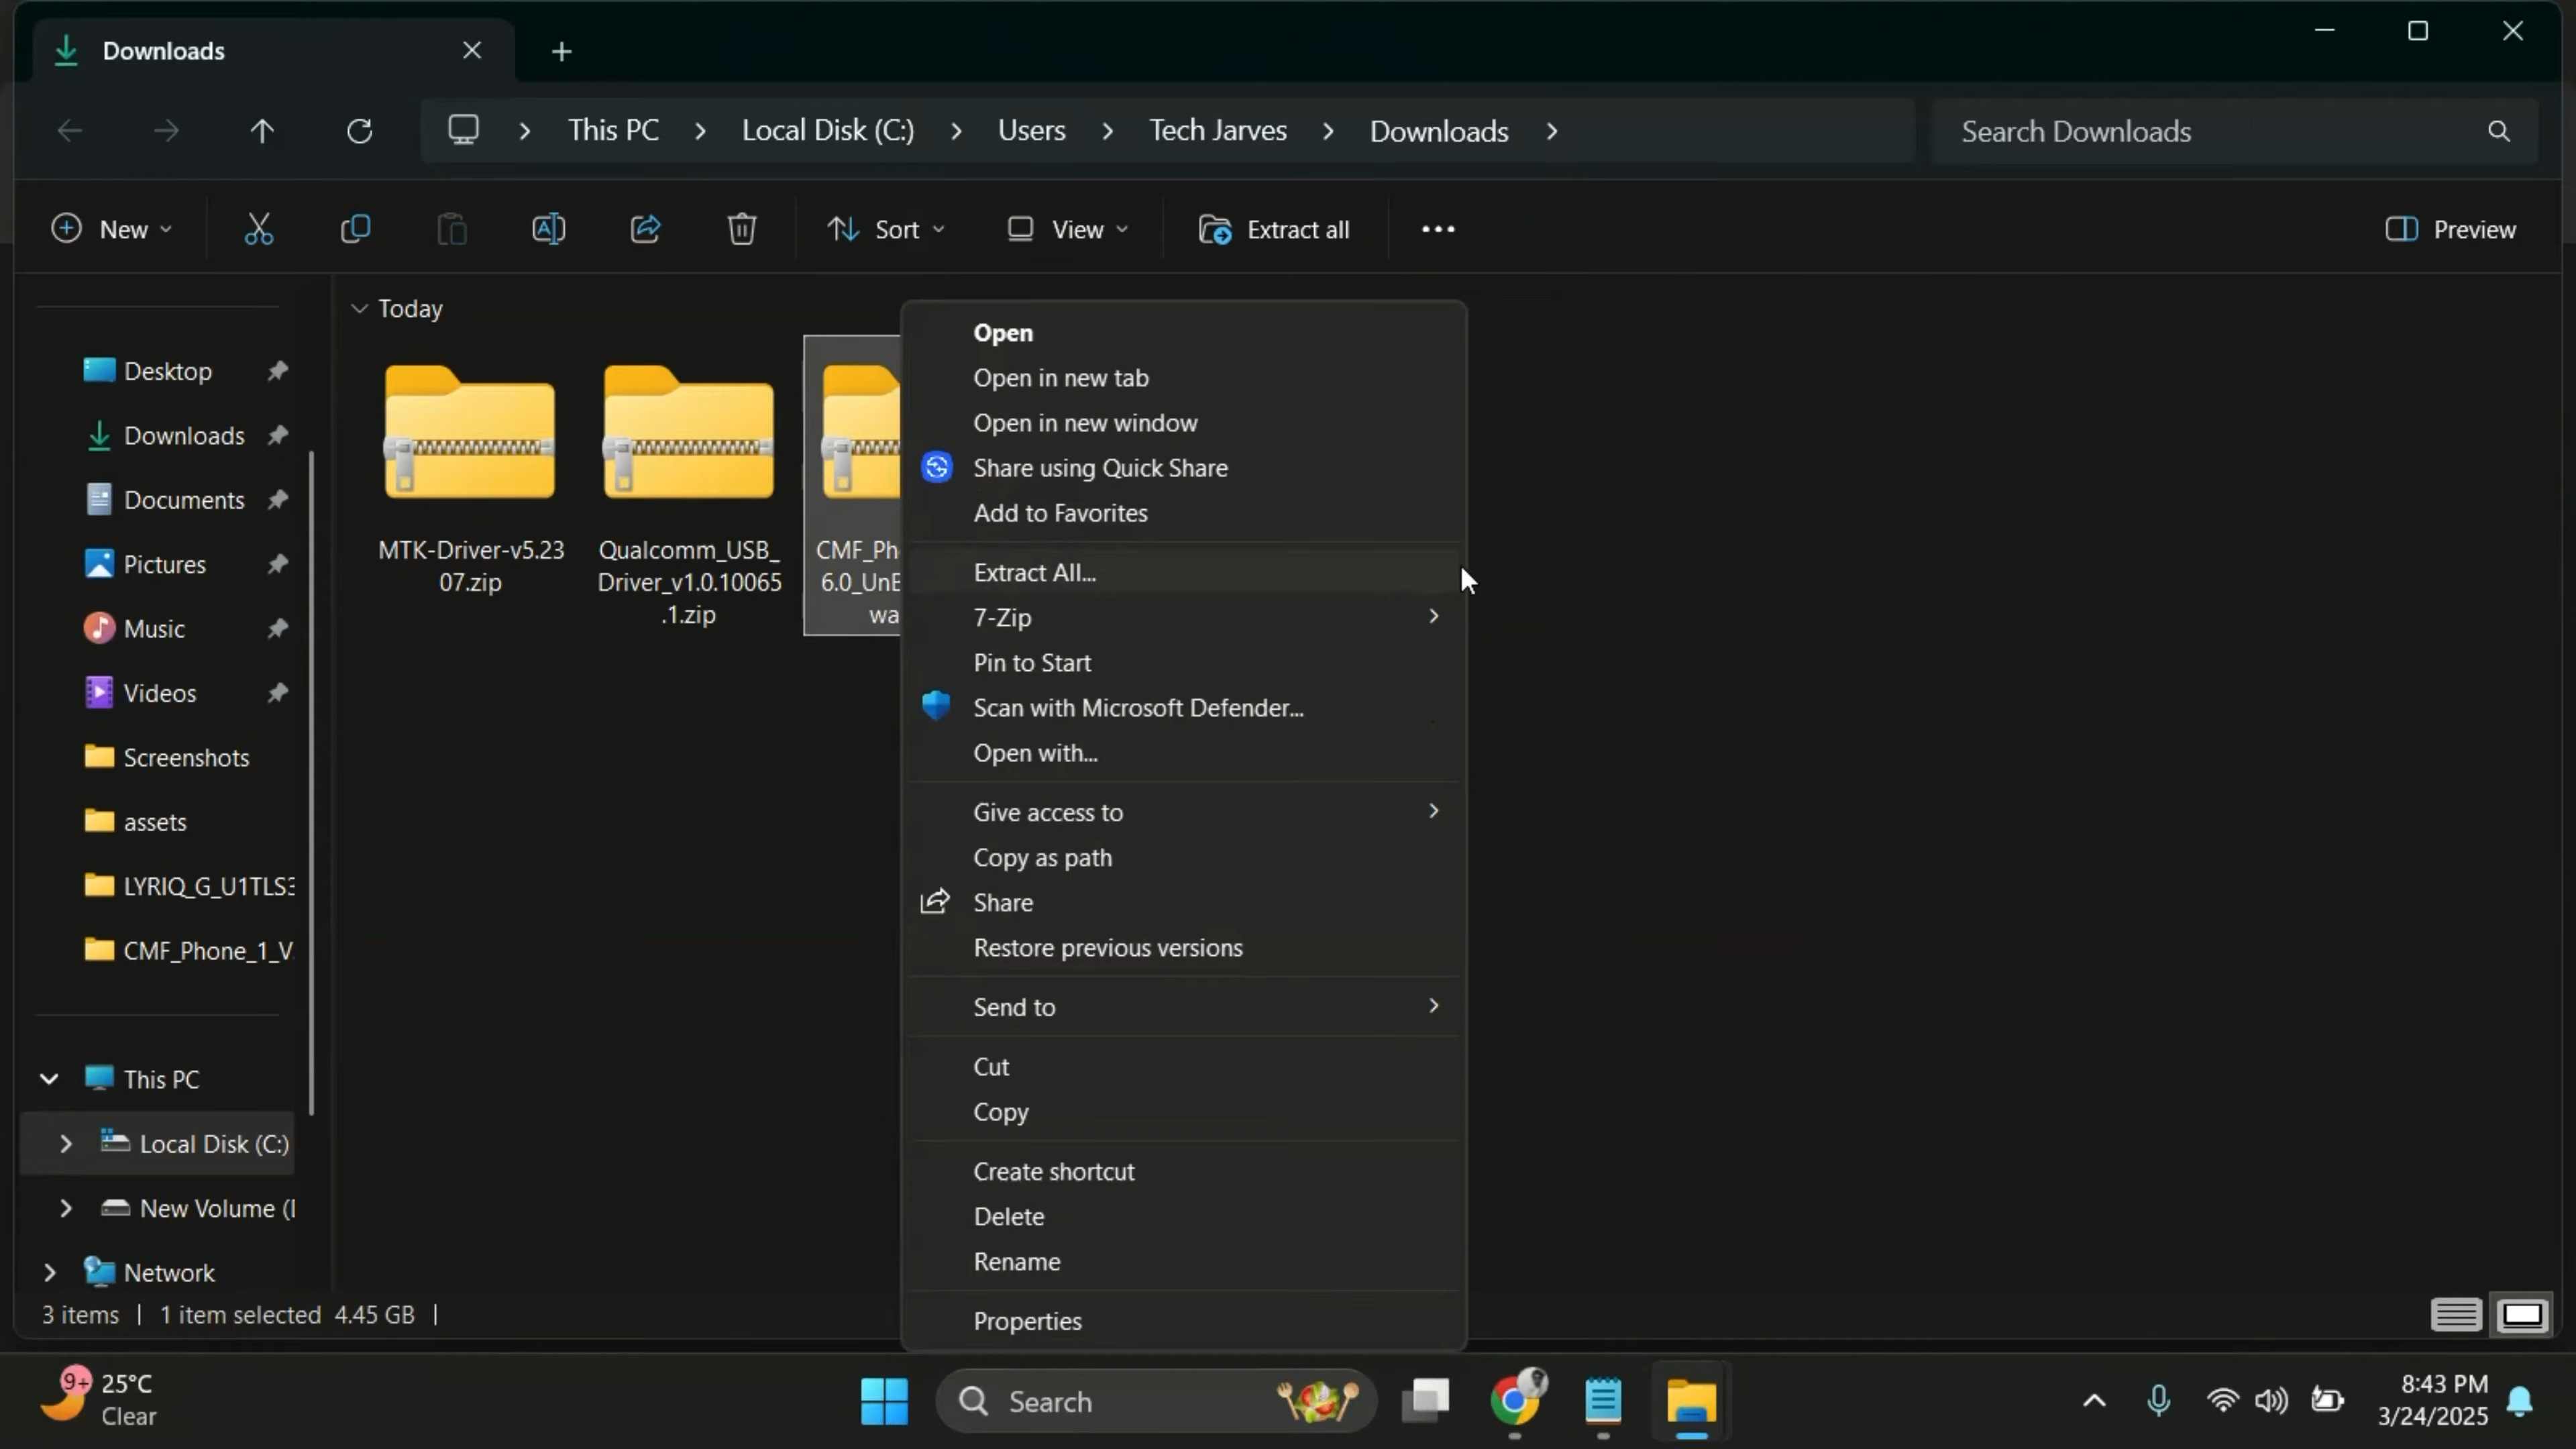 Downloads
This PC
Local Disk (C:)
Users
Tech Jarves
Downloads
Search Downloads
New
Sort
View
Extract all
Preview
Today
MTK-Driver-v5.23
07.zip
Qualcomm_USB_
Driver_v1.0.10065
.1.zip
CMF_Ph
6.0_Un
wa
Open
Open in new tab
Open in new window
Share using Quick Share
Add to Favorites
Extract All...
7-Zip
Pin to Start
Scan with Microsoft Defender...
Open with...
Give access to
Copy as path
Share
Restore previous versions
Send to
Cut
Copy
Create shortcut
Delete
Rename
Properties
Desktop
Downloads
Documents
Pictures
Music
Videos
Screenshots
assets
LYRIQ_G_U1TLS3
CMF_Phone_1_V
This PC
Local Disk (C:)
New Volume (
Network
3 items | 1 item selected 4.45 GB |
9+
25°C
Clear
Search
8:43 PM
3/24/2025